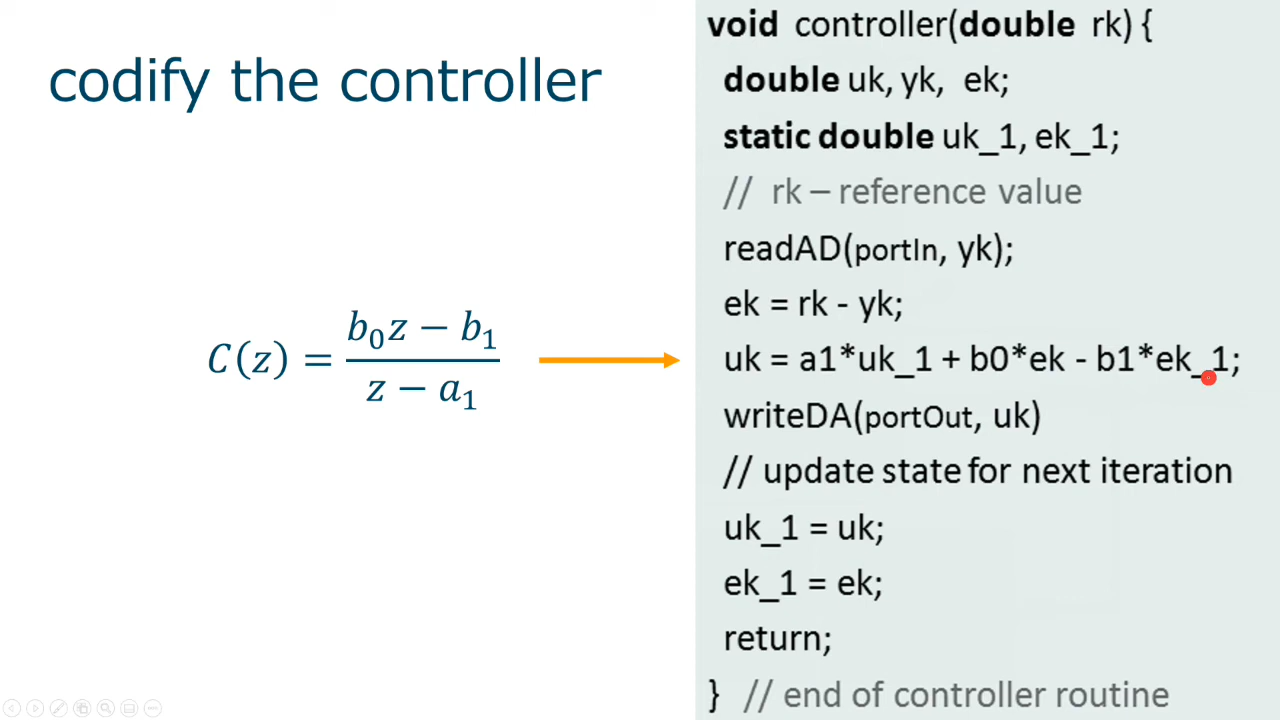 codify the controller
C(z) = b₀z − b₁ / z − a₁
void controller(double rk) {
double uk, yk, ek;
static double uk_1, ek_1;
// rk – reference value
readAD(portIn, yk);
ek = rk - yk;
uk = a1*uk_1 + b0*ek - b1*ek_1;
writeDA(portOut, uk)
// update state for next iteration
uk_1 = uk;
ek_1 = ek;
return;
} // end of controller routine